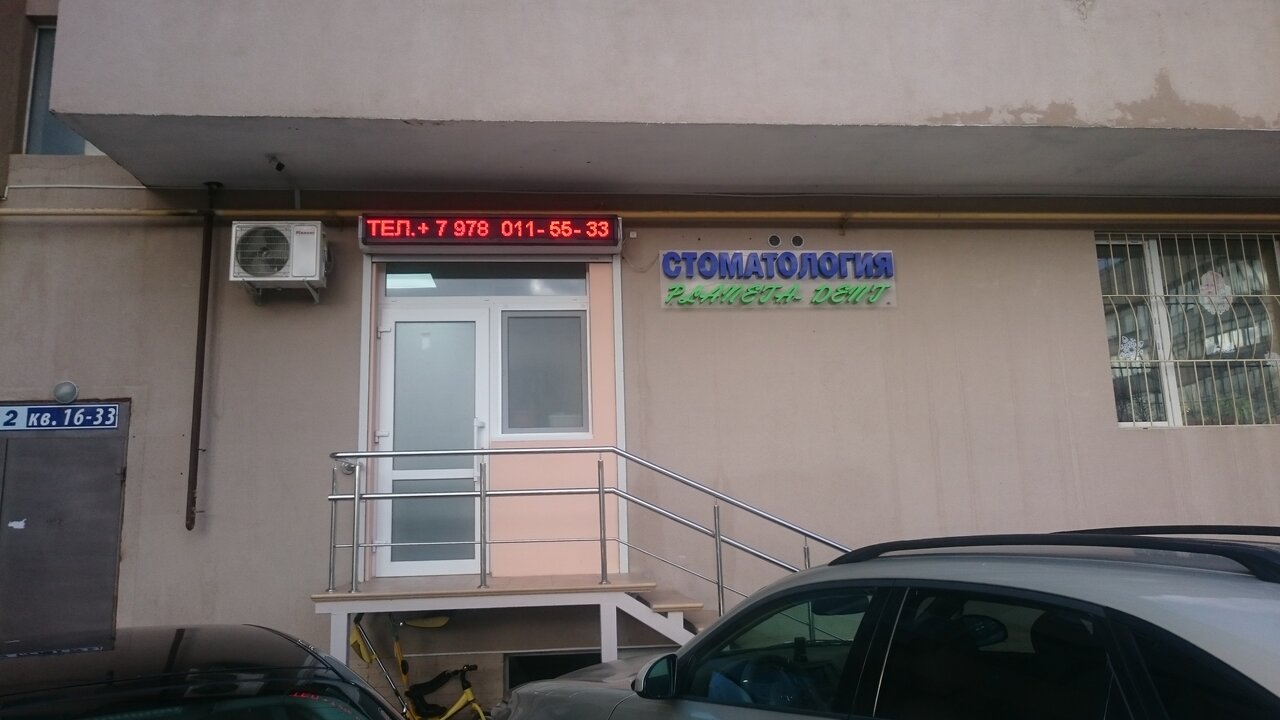 ТЕЛ.+ 7 978 011-55-33
СТОМАТОЛОГИЯ
PLANETA DENT.
2 кв. 16-33